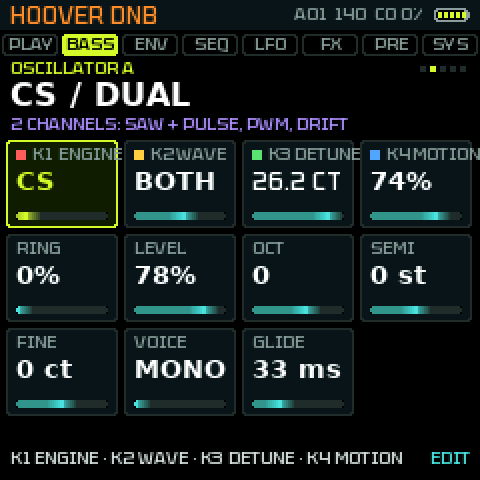 HOOVER DNB A01 140 C0 0%
PLAY BASS ENV SEQ LFO FX PRE SYS
OSCILLATOR A
CS / DUAL
2 CHANNELS: SAW + PULSE, PWM, DRIFT
K1 ENGINE K2 WAVE K3 DETUNE K4 MOTION
CS BOTH 26.2 CT 74%
RING LEVEL OCT SEMI
0% 78% 0 0 st
FINE VOICE GLIDE
0 ct MONO 33 ms
K1 ENGINE · K2 WAVE · K3 DETUNE · K4 MOTION EDIT